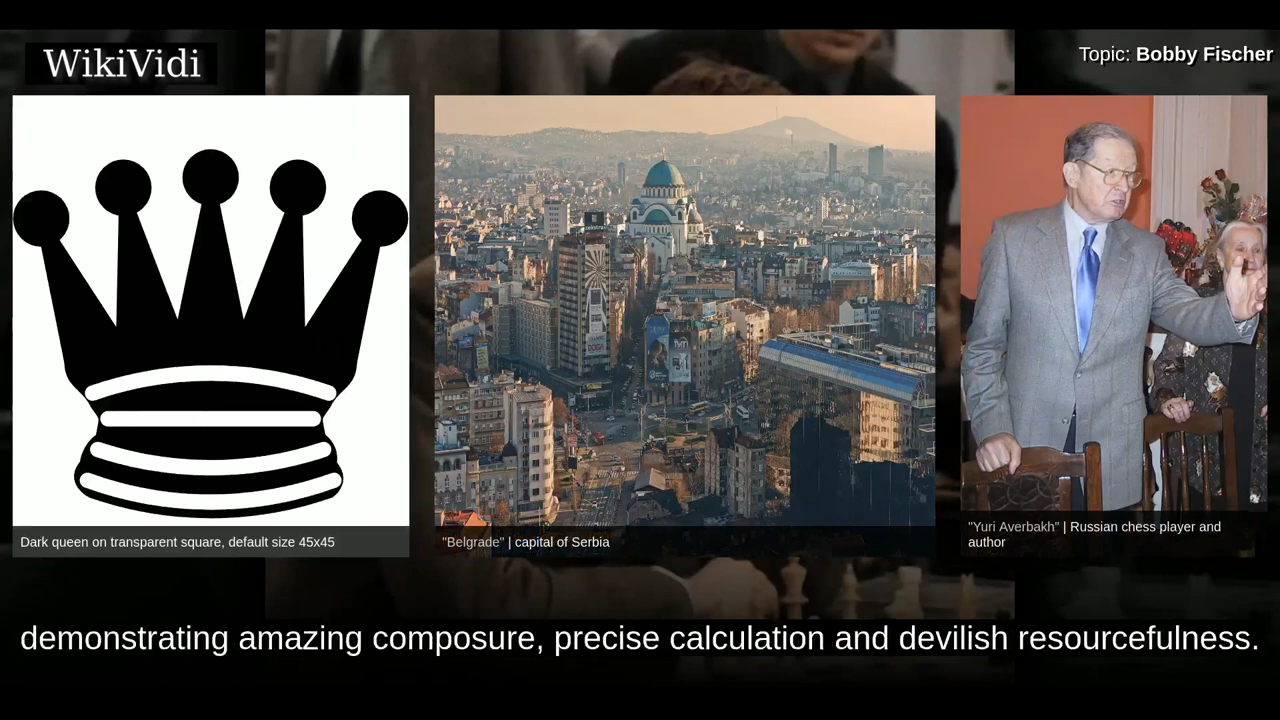 WikiVidi
Topic: Bobby Fischer
Dark queen on transparent square, default size 45x45
"Belgrade" | capital of Serbia
"Yuri Averbakh" | Russian chess player and
author
demonstrating amazing composure, precise calculation and devilish resourcefulness.